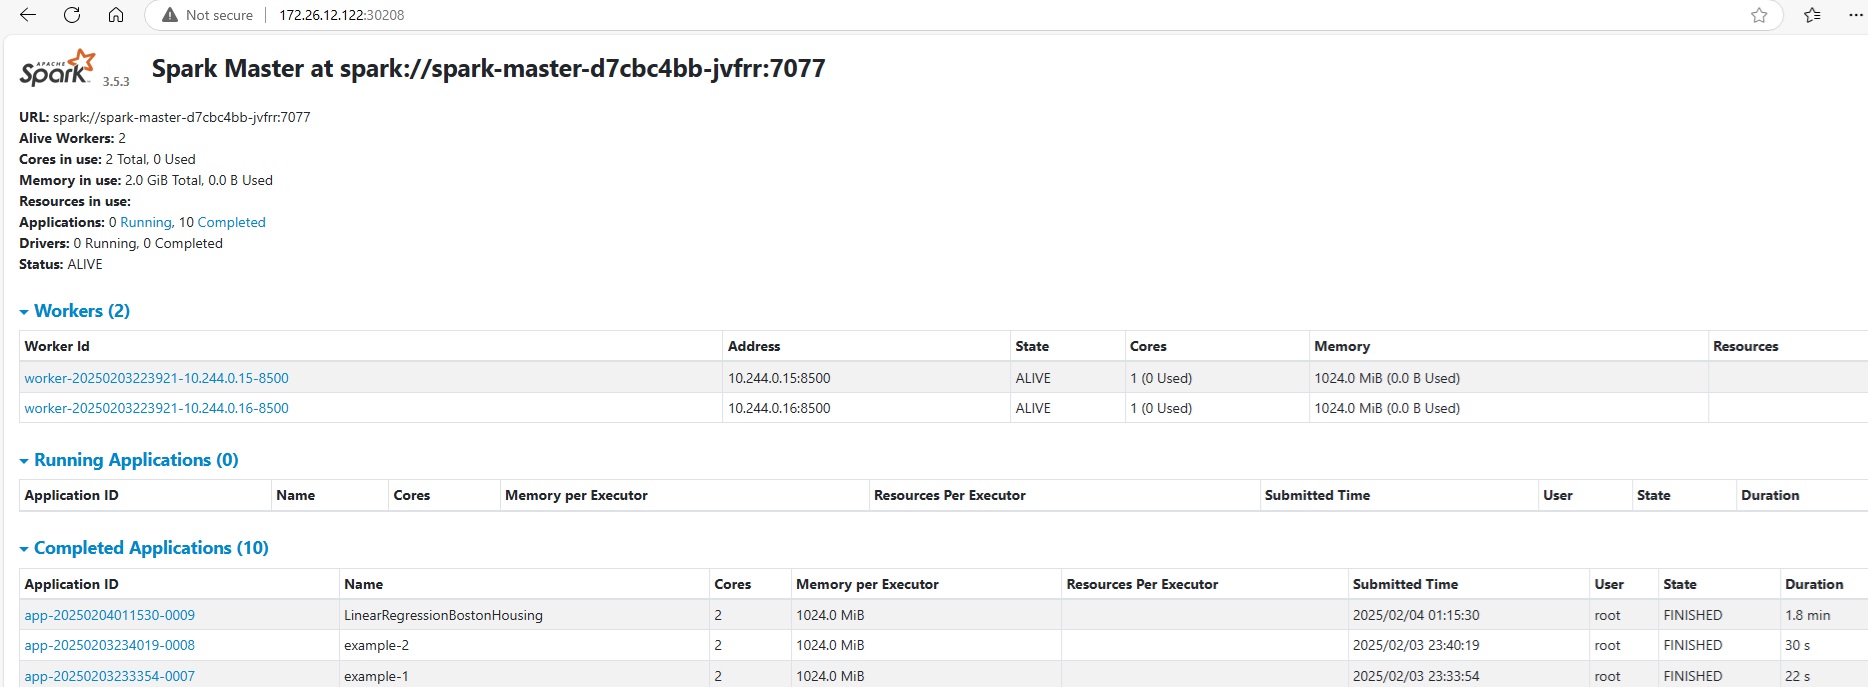 Not secure 172.26.12.122:30208
APACHE Spark 3.5.3 Spark Master at spark://spark-master-d7cbc4bb-jvfrr:7077
URL: spark://spark-master-d7cbc4bb-jvfrr:7077
Alive Workers: 2
Cores in use: 2 Total, 0 Used
Memory in use: 2.0 GiB Total, 0.0 B Used
Resources in use:
Applications: 0 Running, 10 Completed
Drivers: 0 Running, 0 Completed
Status: ALIVE
Workers (2)
Worker Id Address State Cores Memory Resources
worker-20250203223921-10.244.0.15-8500 10.244.0.15:8500 ALIVE 1 (0 Used) 1024.0 MiB (0.0 B Used)
worker-20250203223921-10.244.0.16-8500 10.244.0.16:8500 ALIVE 1 (0 Used) 1024.0 MiB (0.0 B Used)
Running Applications (0)
Application ID Name Cores Memory per Executor Resources Per Executor Submitted Time User State Duration
Completed Applications (10)
Application ID Name Cores Memory per Executor Resources Per Executor Submitted Time User State Duration
app-20250204011530-0009 LinearRegressionBostonHousing 2 1024.0 MiB 2025/02/04 01:15:30 root FINISHED 1.8 min
app-20250203234019-0008 example-2 2 1024.0 MiB 2025/02/03 23:40:19 root FINISHED 30 s
app-20250203233354-0007 example-1 2 1024.0 MiB 2025/02/03 23:33:54 root FINISHED 22 s